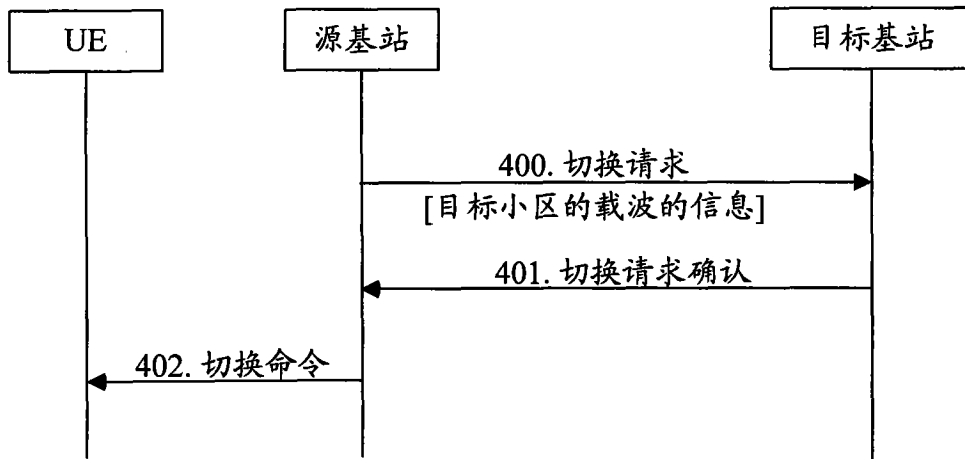 UE
源基站
目标基站
400. 切换请求
[目标小区的载波的信息]
401. 切换请求确认
402. 切换命令